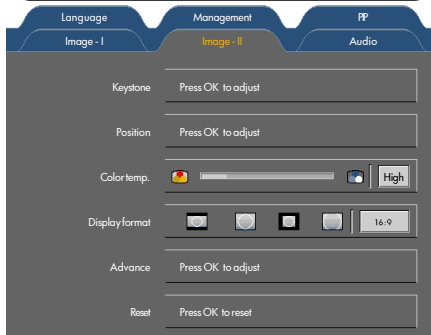 Language Management PIP
Image - I Image - II Audio
Keystone Press OK to adjust
Position Press OK to adjust
Color temp. High
Display format 16:9
Advance Press OK to adjust
Reset Press OK to reset